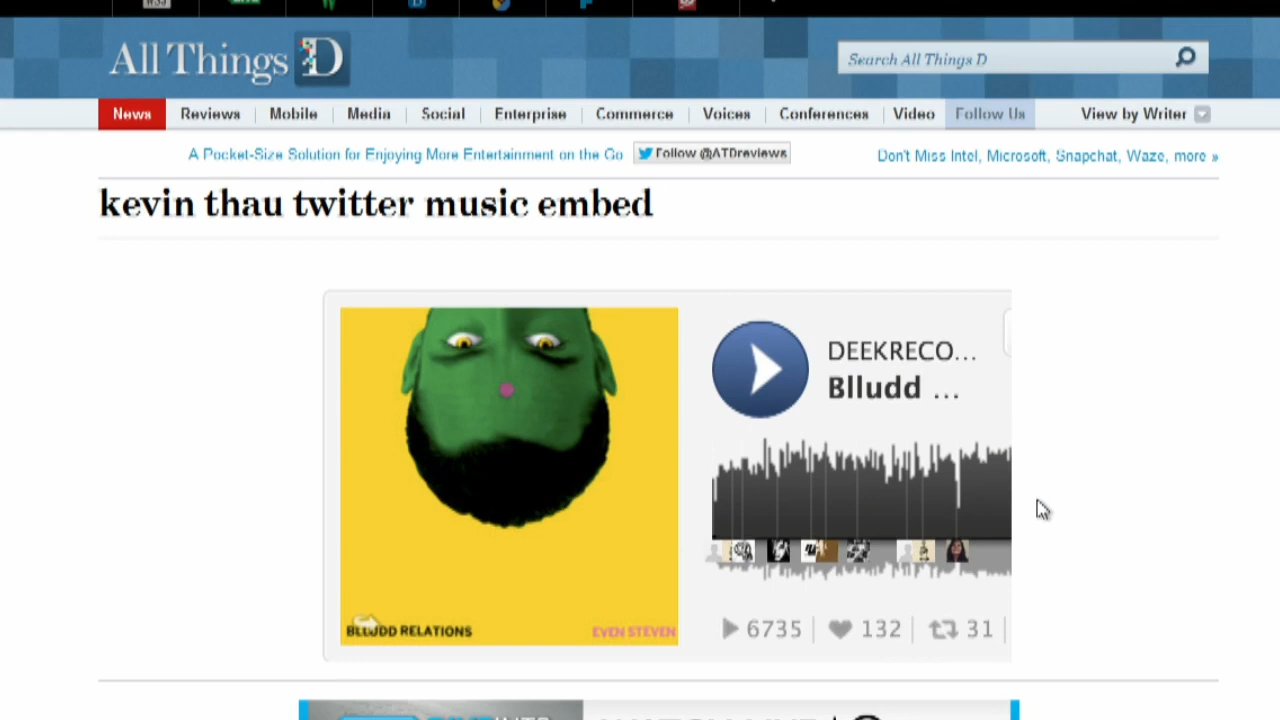 All Things D
Search All Things D
News Reviews Mobile Media Social Enterprise Commerce Voices Conferences Video Follow Us View by Writer
A Pocket-Size Solution for Enjoying More Entertainment on the Go Follow @ATDreviews Don't Miss Intel, Microsoft, Snapchat, Waze, more »
kevin thau twitter music embed
DEEKRECO...
Blludd ...
BLLUDD RELATIONS EVEN STEVEN
6735 132 31